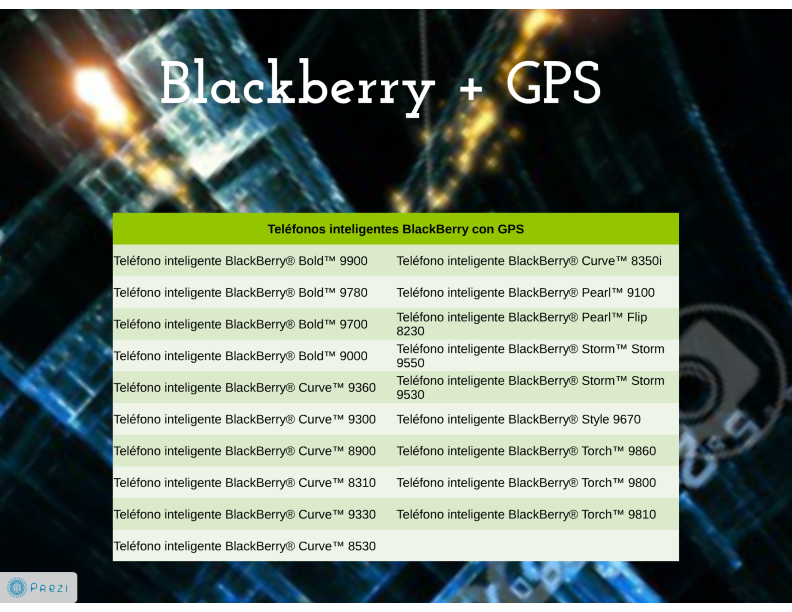 Blackberry + GPS
Teléfonos inteligentes BlackBerry con GPS
Teléfono inteligente BlackBerry® Bold™ 9900
Teléfono inteligente BlackBerry® Curve™ 8350i
Teléfono inteligente BlackBerry® Bold™ 9780
Teléfono inteligente BlackBerry® Pearl™ 9100
Teléfono inteligente BlackBerry® Bold™ 9700
Teléfono inteligente BlackBerry® Pearl™ Flip
8230
Teléfono inteligente BlackBerry® Bold™ 9000
Teléfono inteligente BlackBerry® Storm™ Storm
9550
Teléfono inteligente BlackBerry® Curve™ 9360
Teléfono inteligente BlackBerry® Storm™ Storm
9530
Teléfono inteligente BlackBerry® Curve™ 9300
Teléfono inteligente BlackBerry® Style 9670
Teléfono inteligente BlackBerry® Curve™ 8900
Teléfono inteligente BlackBerry® Torch™ 9860
Teléfono inteligente BlackBerry® Curve™ 8310
Teléfono inteligente BlackBerry® Torch™ 9800
Teléfono inteligente BlackBerry® Curve™ 9330
Teléfono inteligente BlackBerry® Torch™ 9810
Teléfono inteligente BlackBerry® Curve™ 8530
Prezi